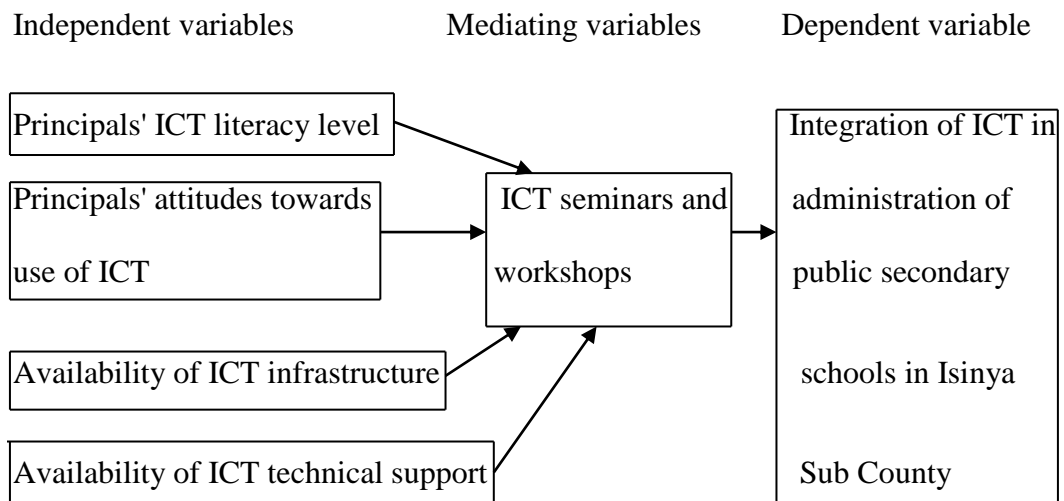 Independent variables
Mediating variables
Dependent variable
Principals' ICT literacy level
Principals' attitudes towards
use of ICT
Availability of ICT infrastructure
Availability of ICT technical support
ICT seminars and
workshops
Integration of ICT in
administration of
public secondary
schools in Isinya
Sub County